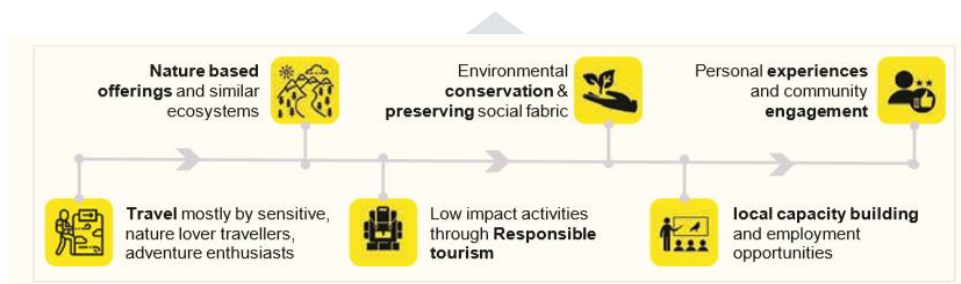 Nature based
offerings and similar
ecosystems
Environmental
conservation &
preserving social fabric
Personal experiences
and community
engagement
Travel mostly by sensitive,
nature lover travellers,
adventure enthusiasts
Low impact activities
through Responsible
tourism
local capacity building
and employment
opportunities